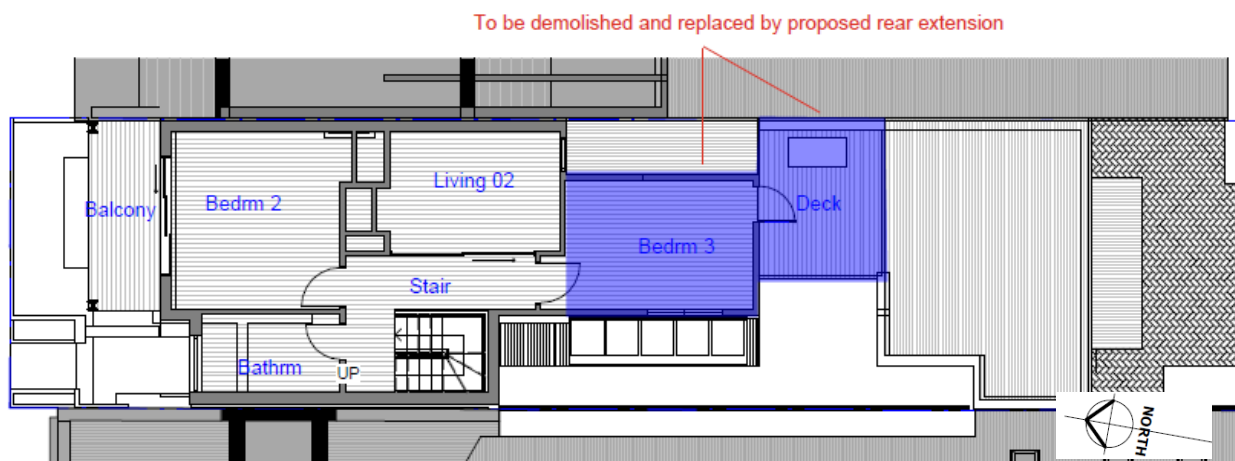 To be demolished and replaced by proposed rear extension
Balcony
Bedrm 2
Living 02
Bedrm 3
Deck
Stair
Bathrm
UP
NORTH